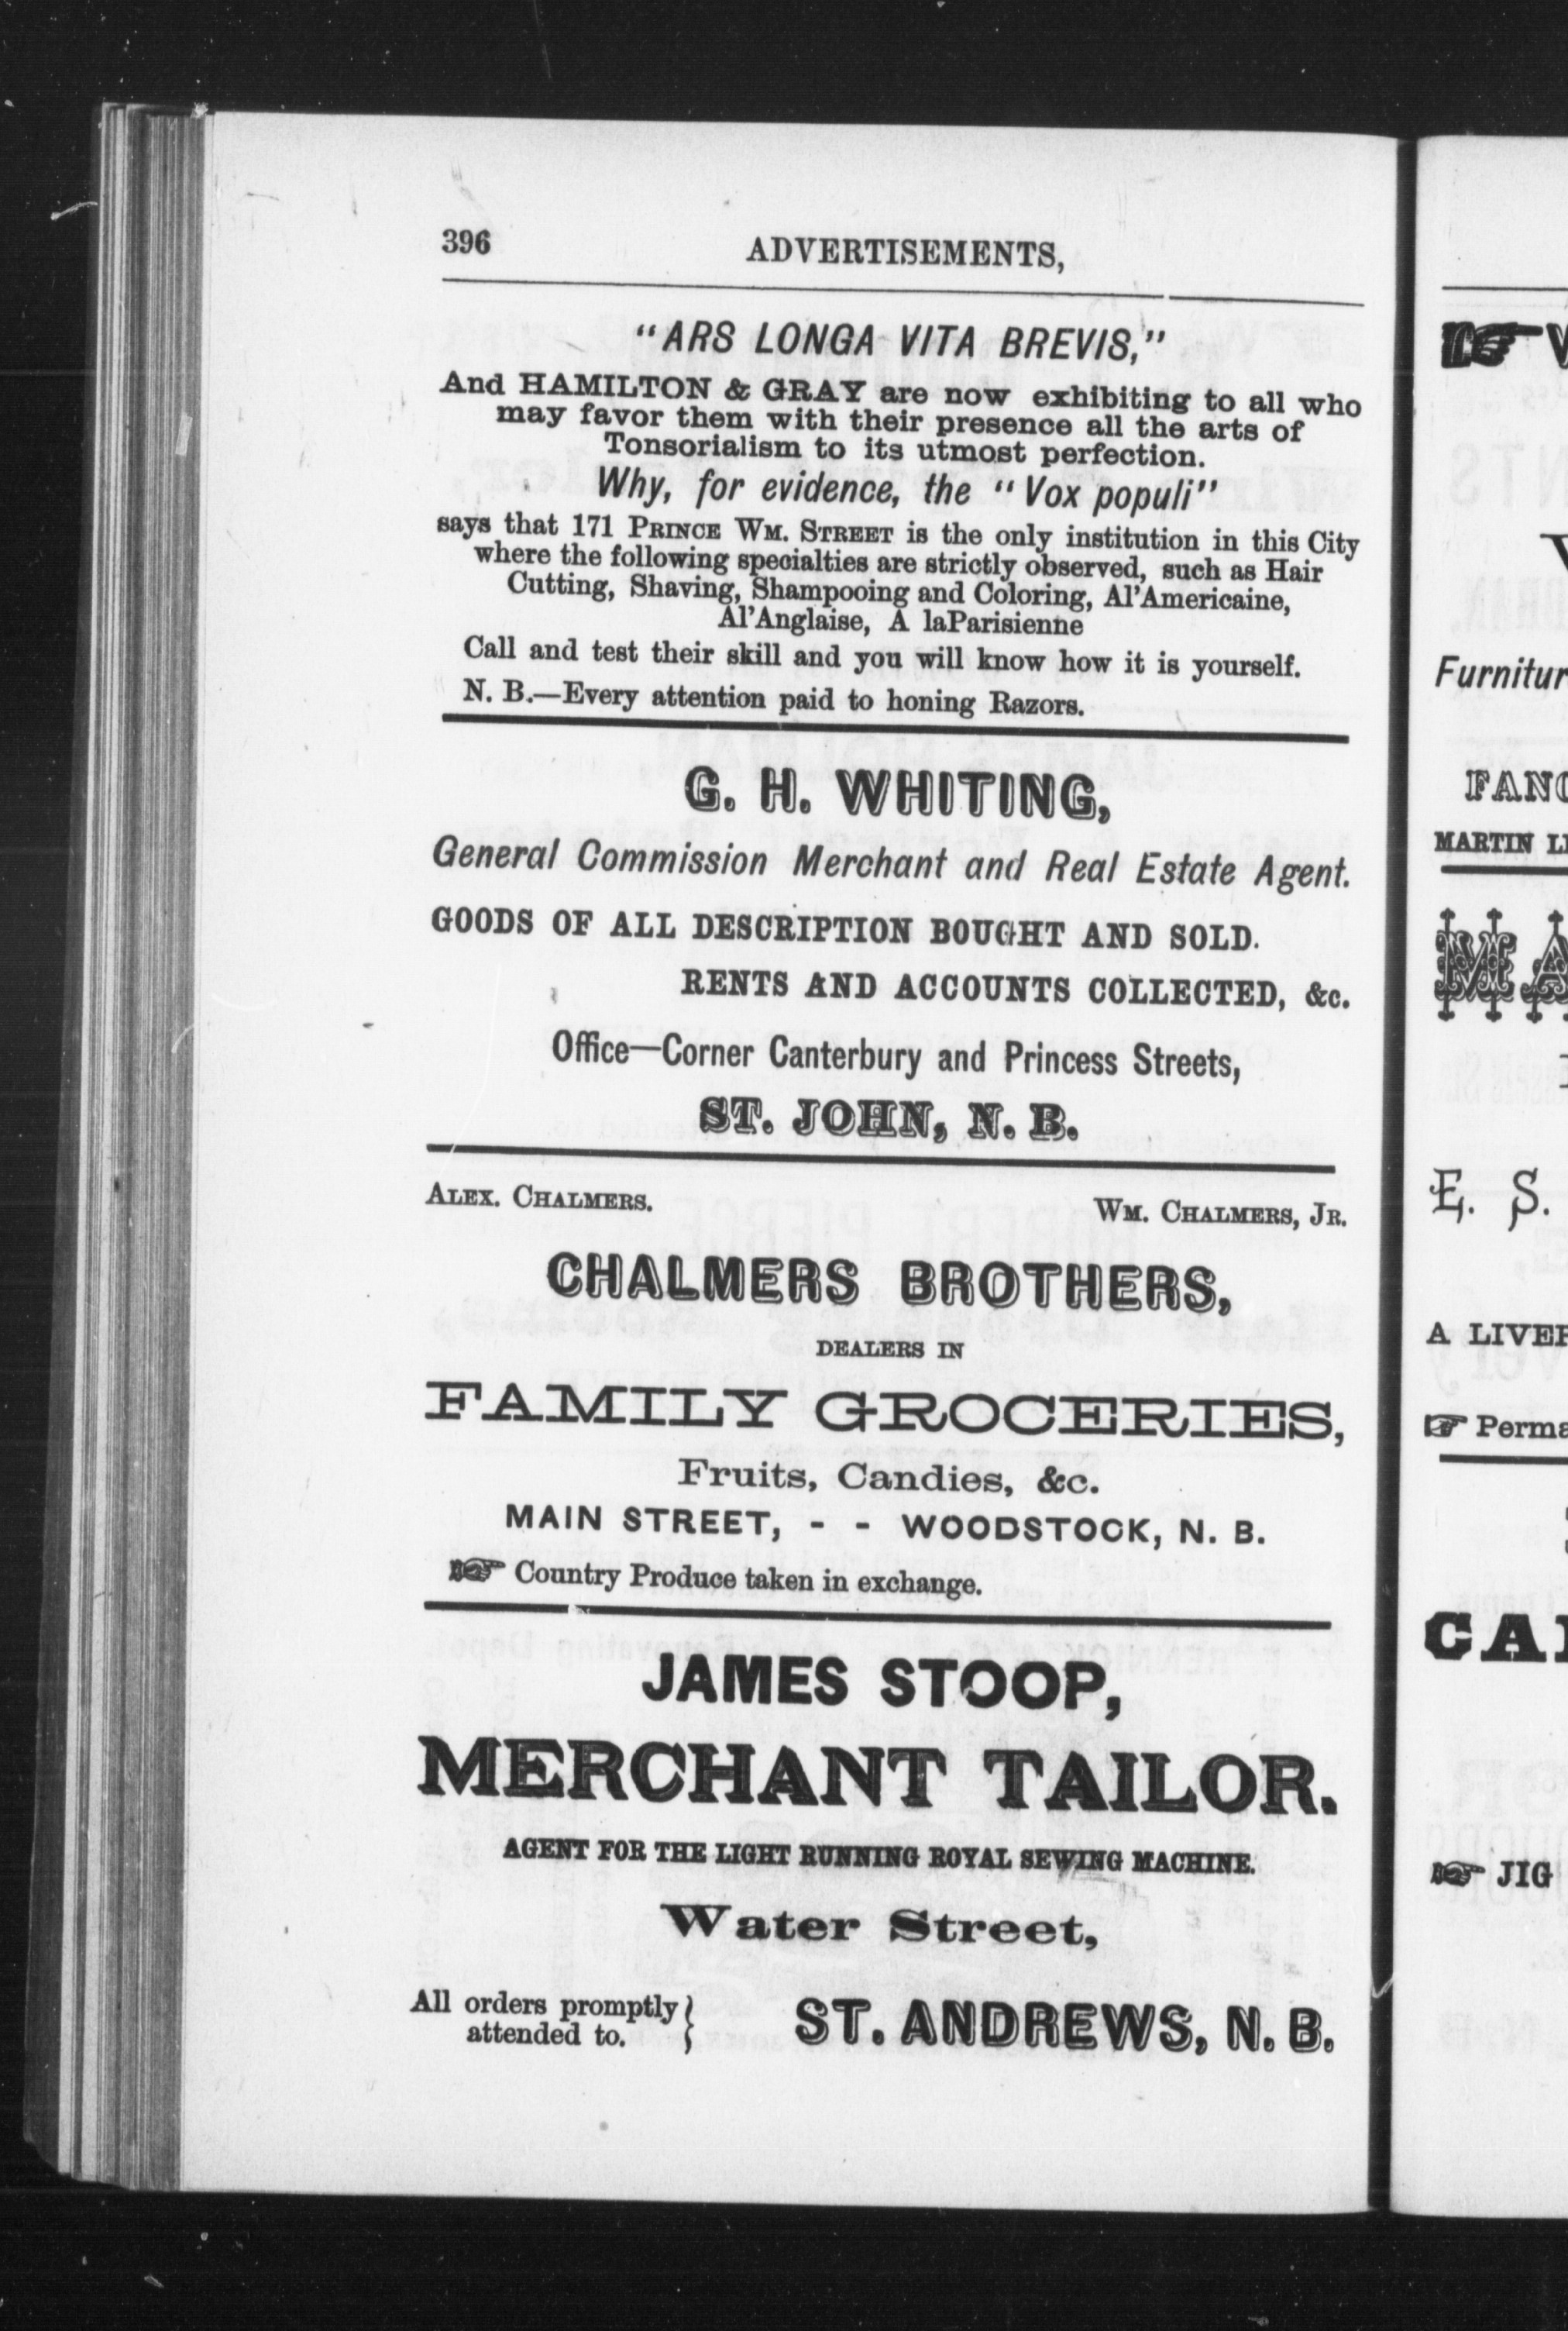 396
ADVERTISEMENTS,
"ARS LONGA VITA BREVIS,"
And HAMILTON & GRAY are now exhibiting to all who
may favor them with their presence all the arts of
Tonsorialism to its utmost perfection.
Why, for evidence, the "Vox populi"
says that 171 PRINCE WM. STREET is the only institution in this City
where the following specialties are strictly observed, such as Hair
Cutting, Shaving, Shampooing and Coloring, Al'Americaine,
Al'Anglaise, A laParisienne
Call and test their skill and you will know how it is yourself.
N. B.—Every attention paid to honing Razors.
G. H. WHITING,
General Commission Merchant and Real Estate Agent.
GOODS OF ALL DESCRIPTION BOUGHT AND SOLD.
RENTS AND ACCOUNTS COLLECTED, &c.
Office—Corner Canterbury and Princess Streets,
ST. JOHN, N. B.
ALEX. CHALMERS. WM. CHALMERS, JR.
CHALMERS BROTHERS,
DEALERS IN
FAMILY GROCERIES,
Fruits, Candies, &c.
MAIN STREET, - - WOODSTOCK, N. B.
☞ Country Produce taken in exchange.
JAMES STOOP,
MERCHANT TAILOR.
AGENT FOR THE LIGHT RUNNING ROYAL SEWING MACHINE.
Water Street,
All orders promptly }
attended to.
ST. ANDREWS, N. B.
Furnitur
FANC
MARTIN LI
MA
E. S.
A LIVER
☞ Perma
CA
☞ JIG